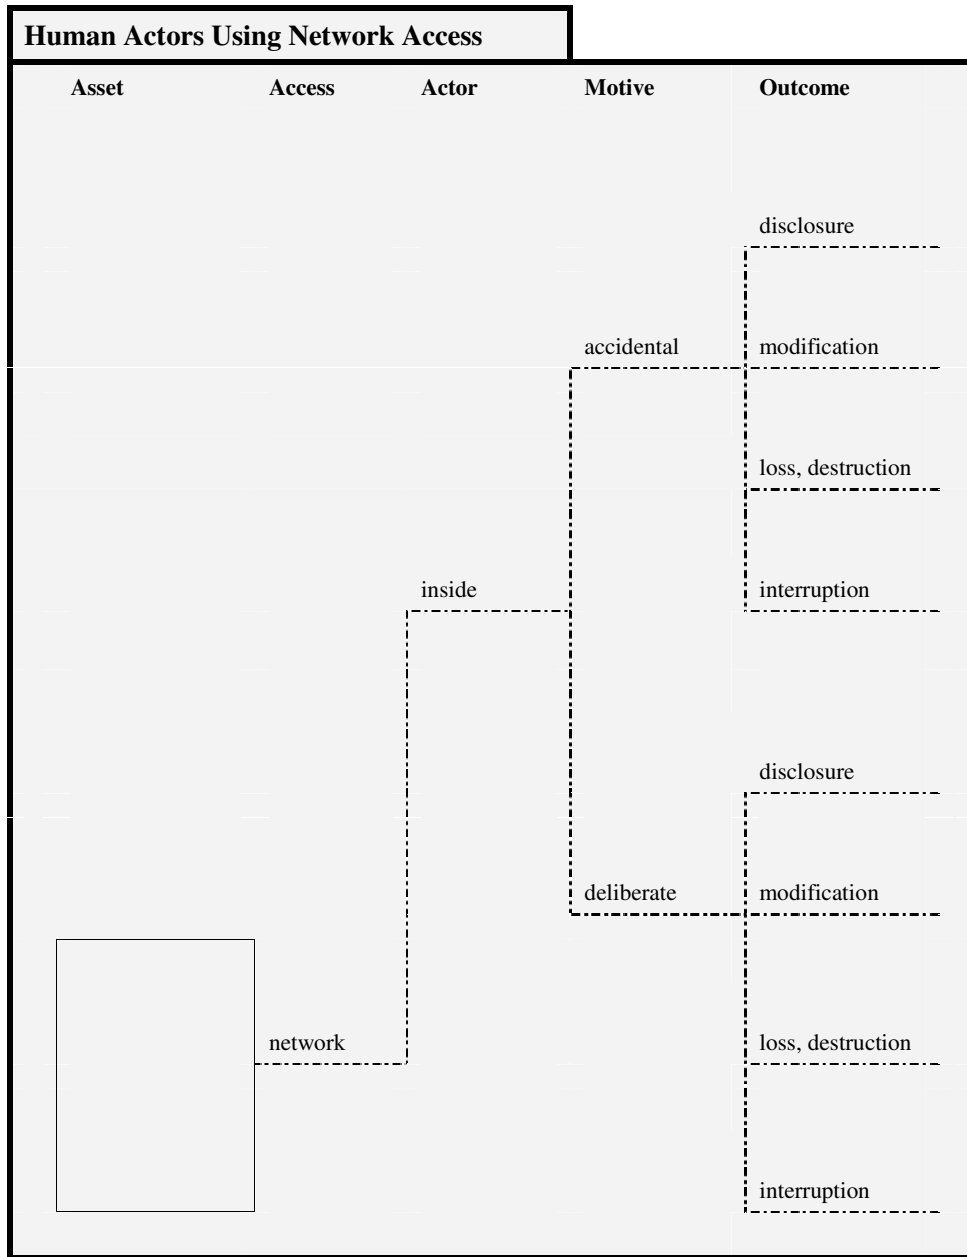 Human Actors Using Network Access
Asset Access Actor Motive Outcome
disclosure
accidental modification
loss, destruction
inside interruption
disclosure
deliberate modification
network loss, destruction
interruption